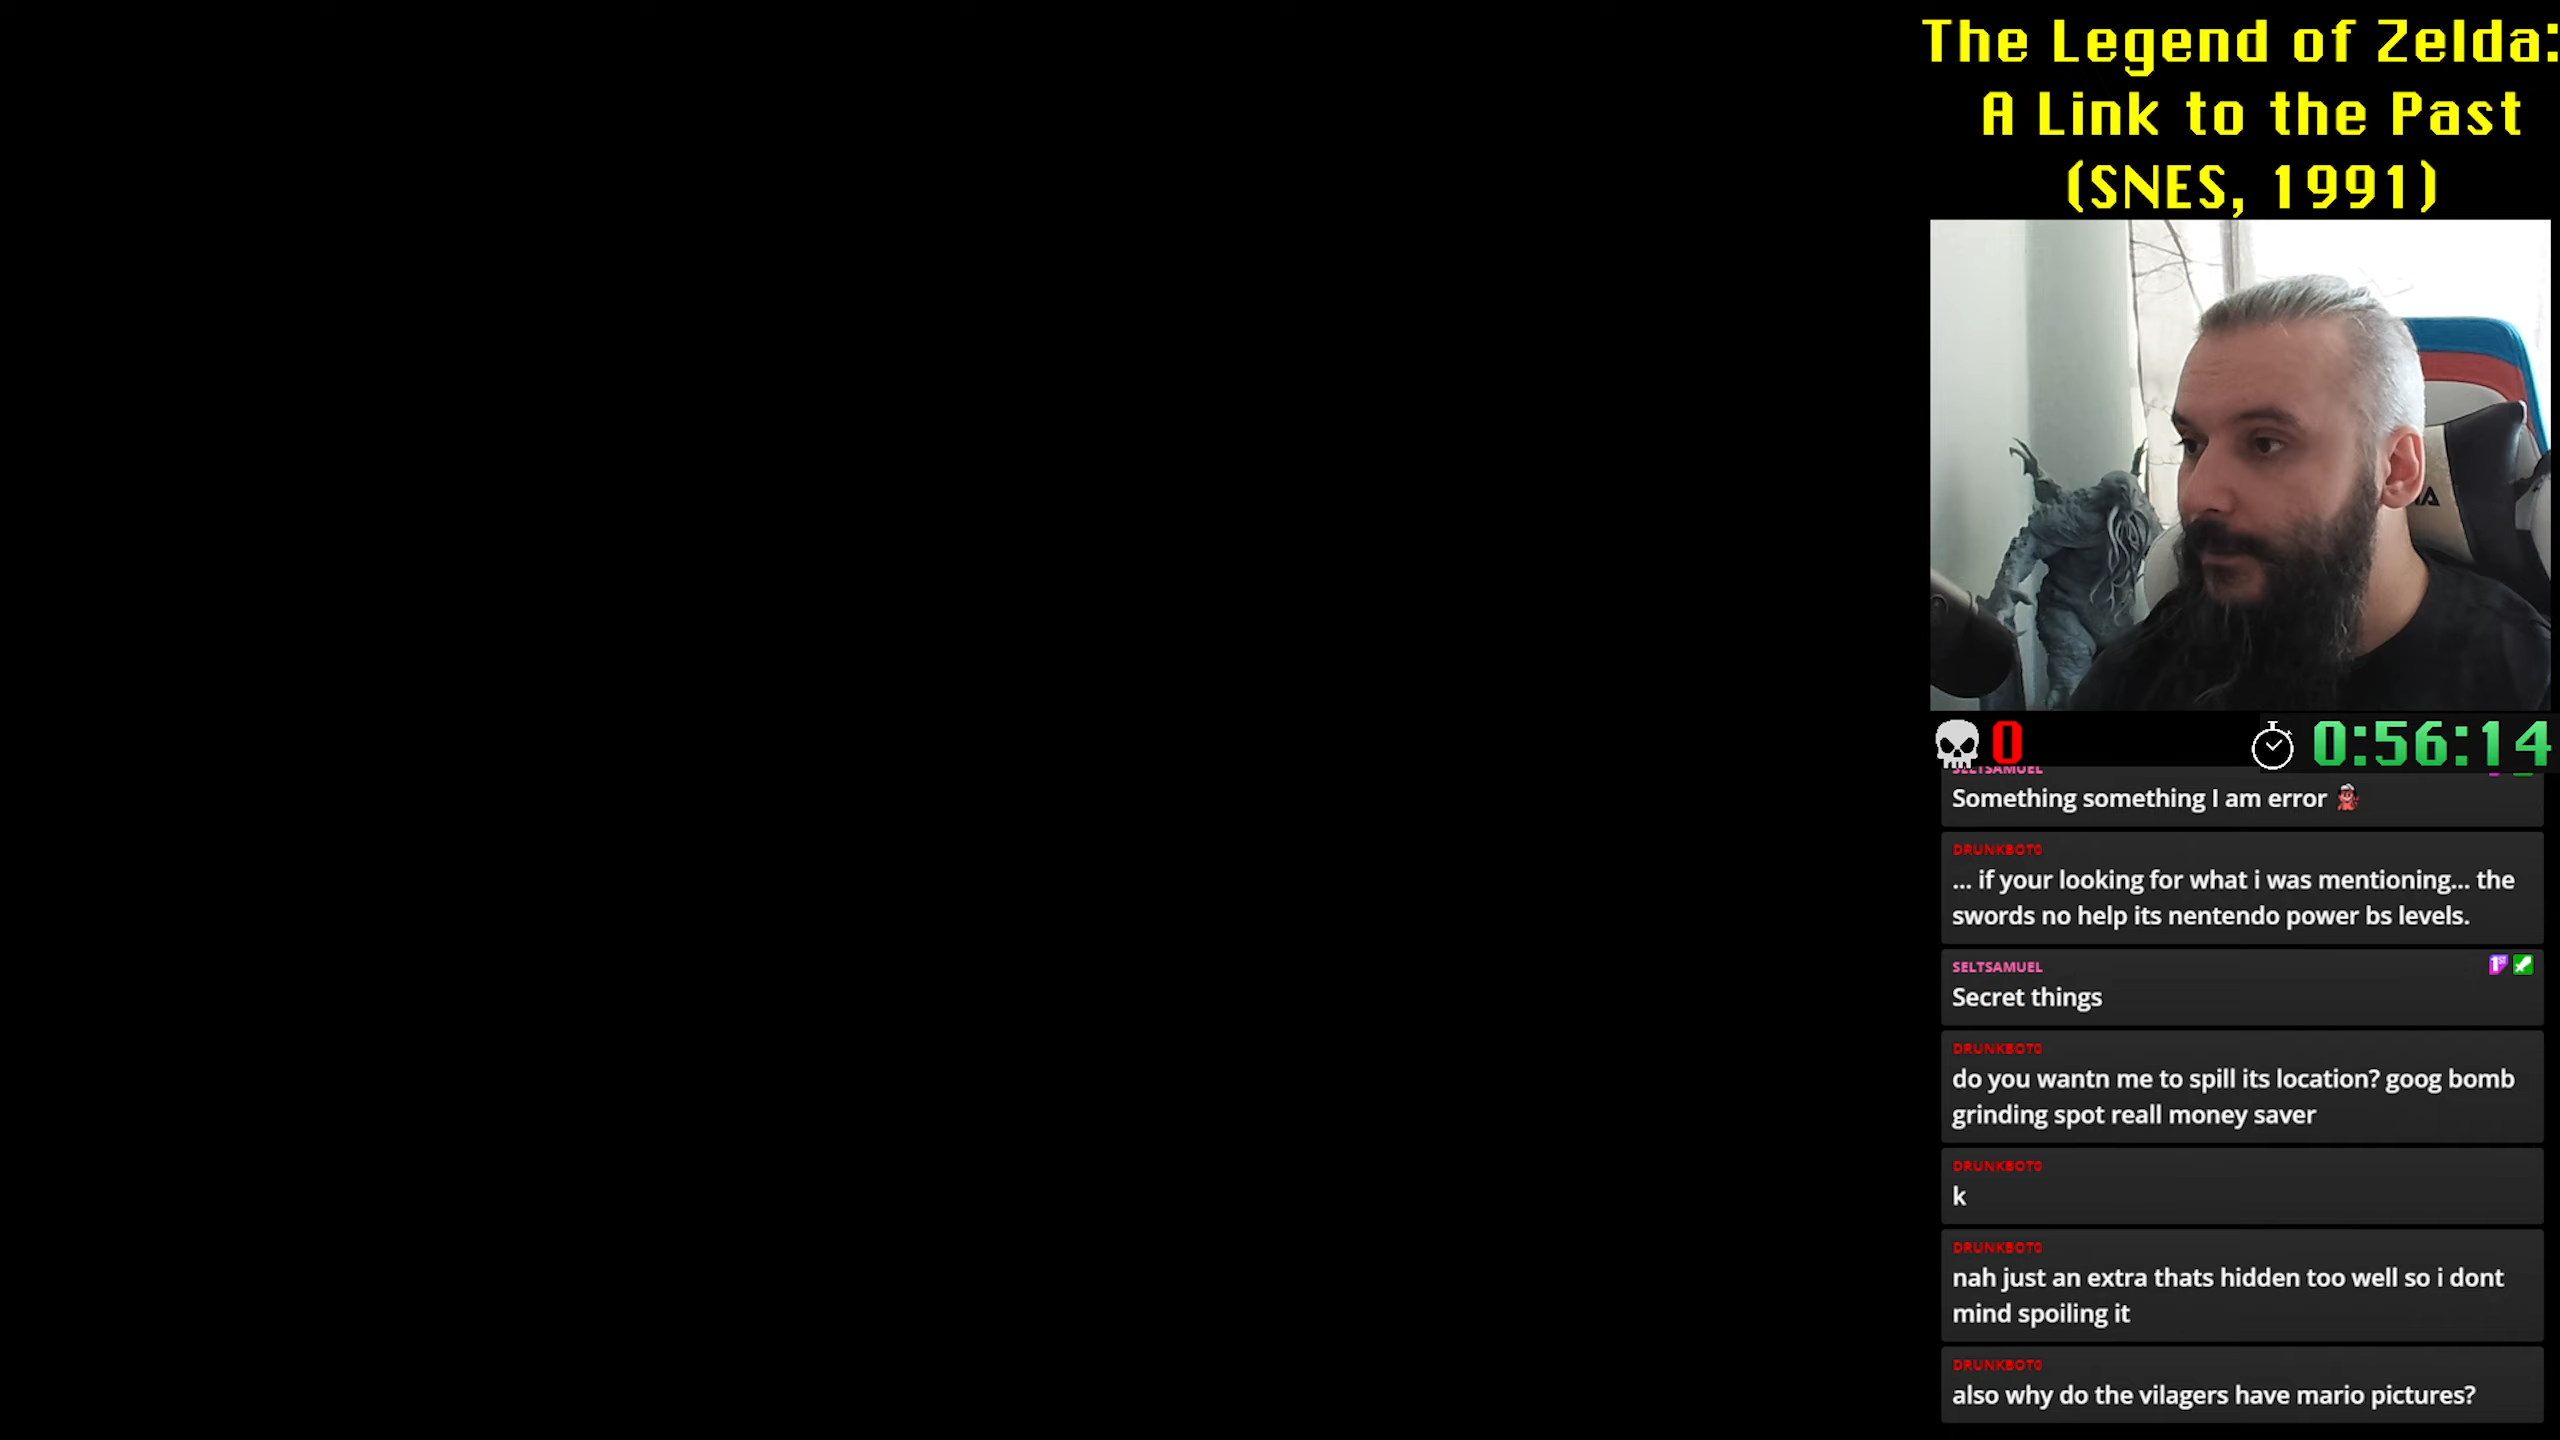 The Legend of Zelda:
A Link to the Past
(SNES, 1991)
0
0:56:14
SELTSAMUEL
Something something I am error
DRUNKBOT0
... if your looking for what i was mentioning... the
swords no help its nentendo power bs levels.
SELTSAMUEL
Secret things
DRUNKBOT0
do you wantn me to spill its location? goog bomb
grinding spot reall money saver
DRUNKBOT0
k
DRUNKBOT0
nah just an extra thats hidden too well so i dont
mind spoiling it
DRUNKBOT0
also why do the vilagers have mario pictures?